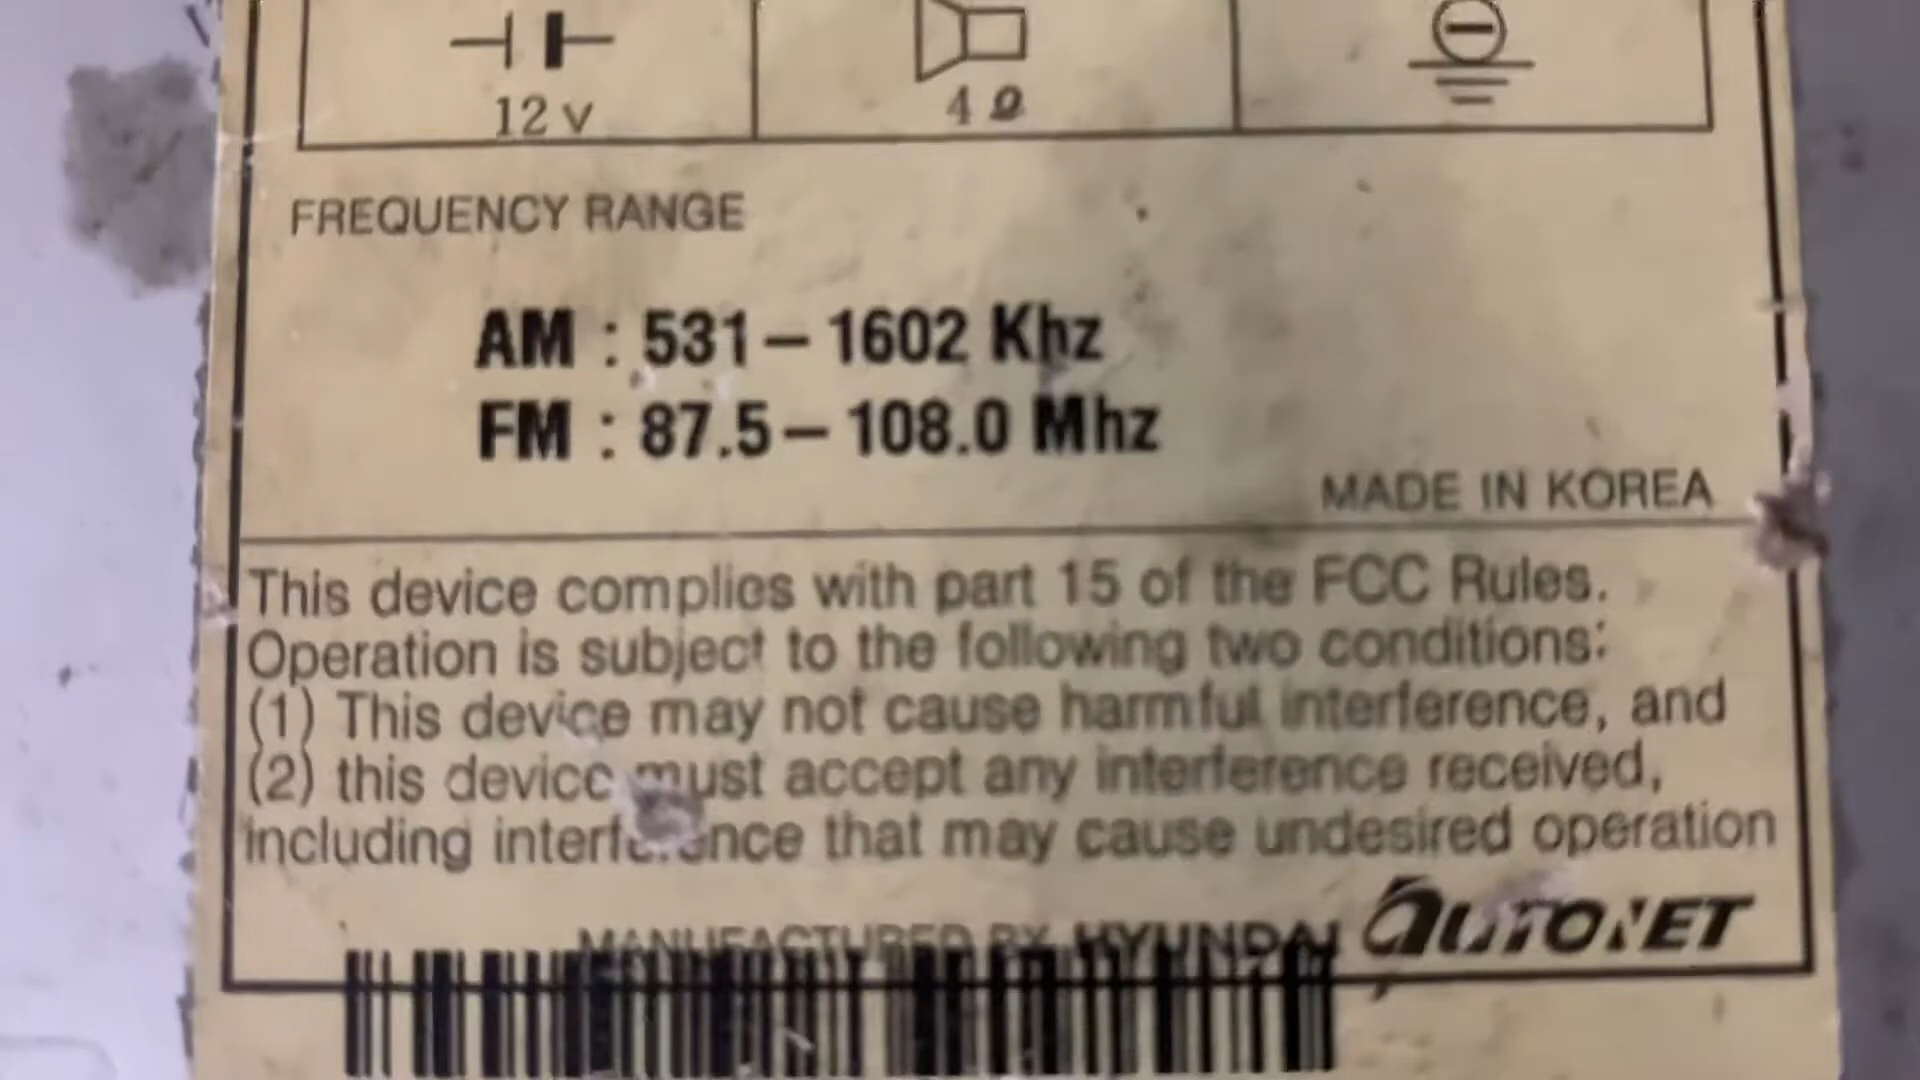 12 v
4 Ω
FREQUENCY RANGE
AM : 531 – 1602 Khz
FM : 87.5 – 108.0 Mhz
MADE IN KOREA
This device complies with part 15 of the FCC Rules.
Operation is subject to the following two conditions:
(1) This device may not cause harmful interference, and
(2) this device must accept any interference received,
including interference that may cause undesired operation
MANUFACTURED BY HYUNDAI AUTONET